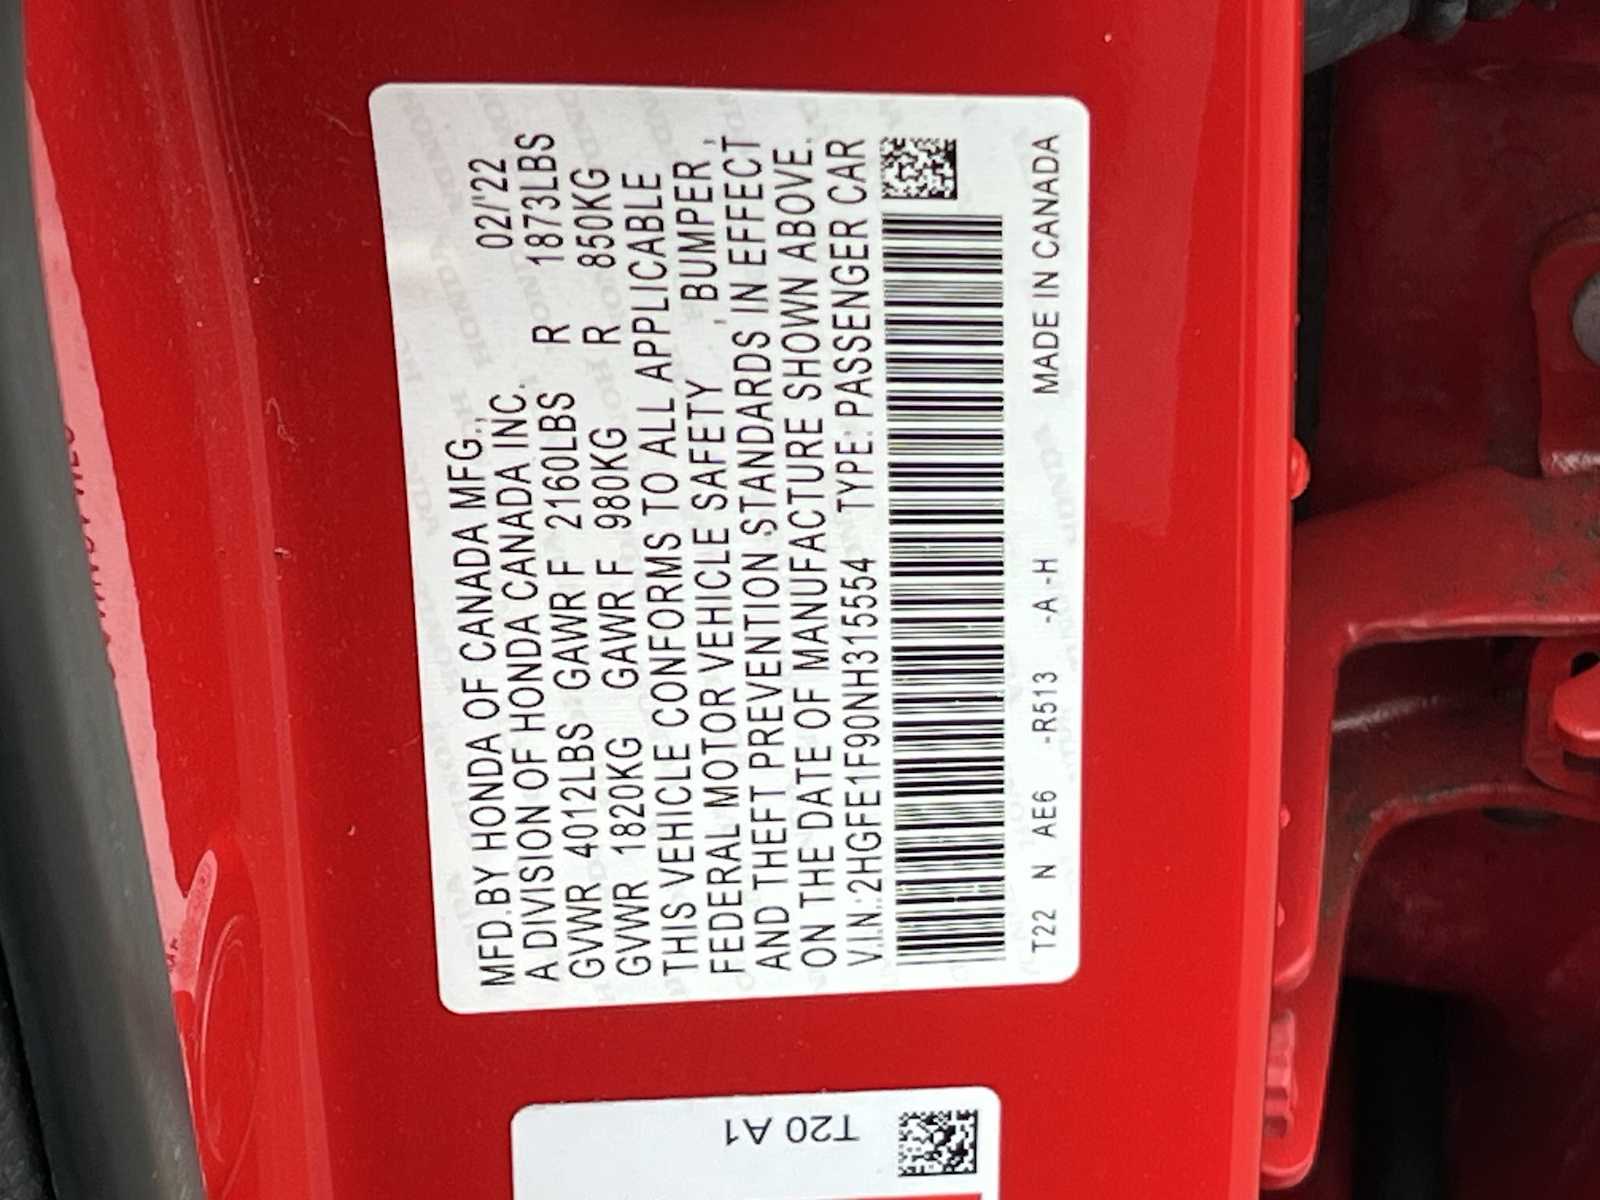 MFD.BY HONDA OF CANADA MFG., 02/'22
A DIVISION OF HONDA CANADA INC.
GVWR 4012LBS GAWR F 2160LBS R 1873LBS
GVWR 1820KG GAWR F 980KG R 850KG
THIS VEHICLE CONFORMS TO ALL APPLICABLE
FEDERAL MOTOR VEHICLE SAFETY , BUMPER ,
AND THEFT PREVENTION STANDARDS IN EFFECT
ON THE DATE OF MANUFACTURE SHOWN ABOVE.
V.I.N.:2HGFE1F90NH315554 TYPE: PASSENGER CAR
T22 N AE6 -R513 -A -H MADE IN CANADA
T20 A1